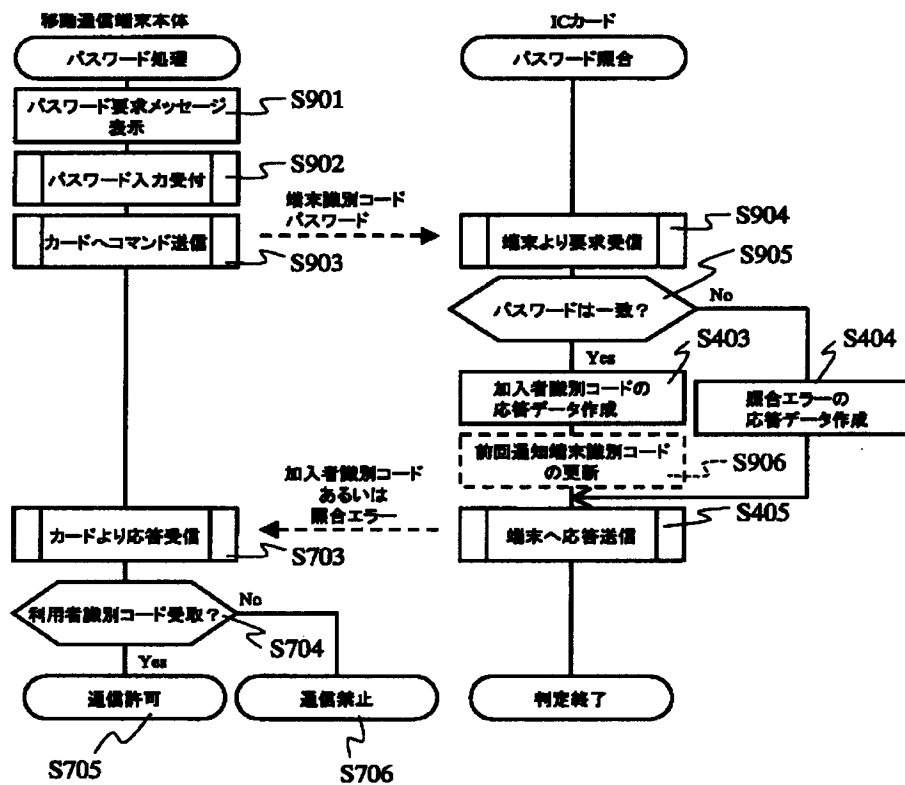 移動通信端末本体
パスワード処理
パスワード要求メッセージ
表示
S901
パスワード入力受付
S902
カードへコマンド送信
S903
端末識別コード
パスワード
ICカード
パスワード照合
端末より要求受信
S904
パスワードは一致?
S905
No
Yes
S403
加入者識別コードの
応答データ作成
S404
照合エラーの
応答データ作成
前回通知端末識別コード
の更新
S906
加入者識別コード
あるいは
照合エラー
端末へ応答送信
S405
カードより応答受信
S703
利用者識別コード受取?
No
S704
Yes
通信許可
通信禁止
判定終了
S705
S706